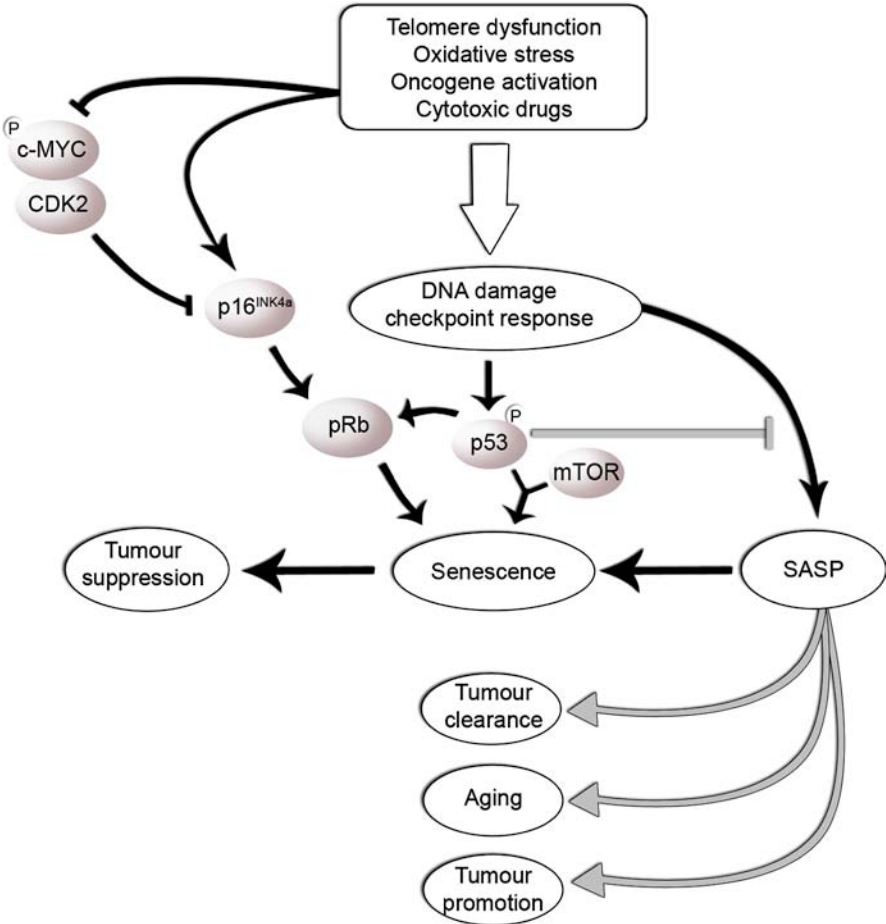 Telomere dysfunction
Oxidative stress
Oncogene activation
Cytotoxic drugs
P
c-MYC
CDK2
p16INK4a
DNA damage
checkpoint response
pRb
P
p53
mTOR
Tumour
suppression
Senescence
SASP
Tumour
clearance
Aging
Tumour
promotion